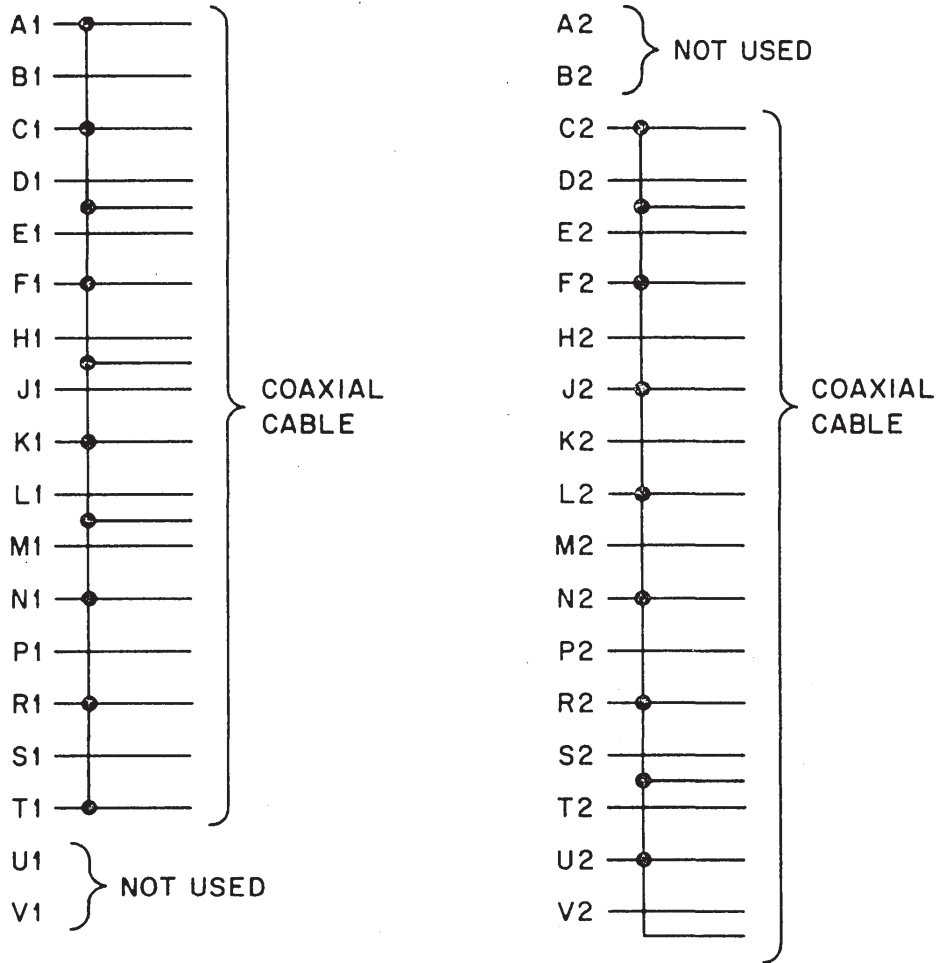 A1
B1
C1
D1
E1
F1
H1
J1
K1
L1
M1
N1
P1
R1
S1
T1
COAXIAL
CABLE
U1
V1
NOT USED
A2
B2
NOT USED
C2
D2
E2
F2
H2
J2
K2
L2
M2
N2
P2
R2
S2
T2
U2
V2
COAXIAL
CABLE